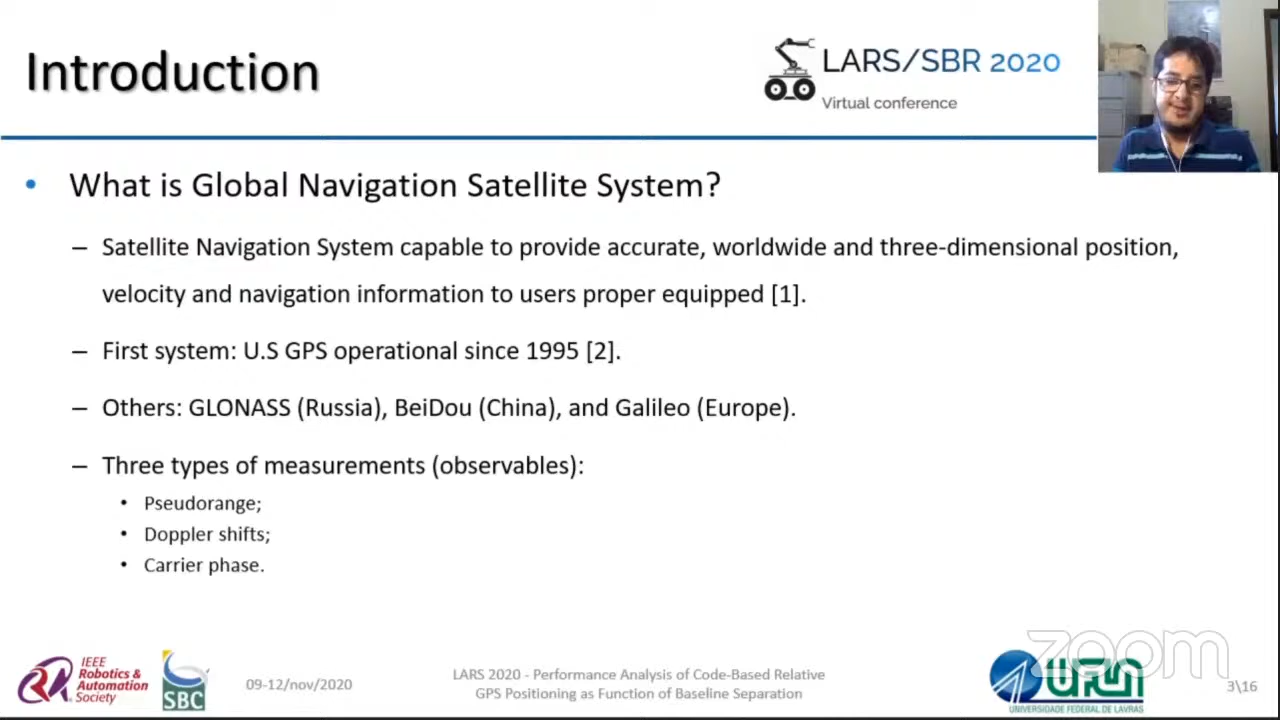 Introduction
LARS/SBR 2020
Virtual conference
• What is Global Navigation Satellite System?
– Satellite Navigation System capable to provide accurate, worldwide and three-dimensional position,
velocity and navigation information to users proper equipped [1].
– First system: U.S GPS operational since 1995 [2].
– Others: GLONASS (Russia), BeiDou (China), and Galileo (Europe).
– Three types of measurements (observables):
• Pseudorange;
• Doppler shifts;
• Carrier phase.
IEEE
Robotics &
Automation
Society
SBC
09-12/nov/2020
LARS 2020 - Performance Analysis of Code-Based Relative
GPS Positioning as Function of Baseline Separation
zoom
UNIVERSIDADE FEDERAL DE LAVRAS
3\16